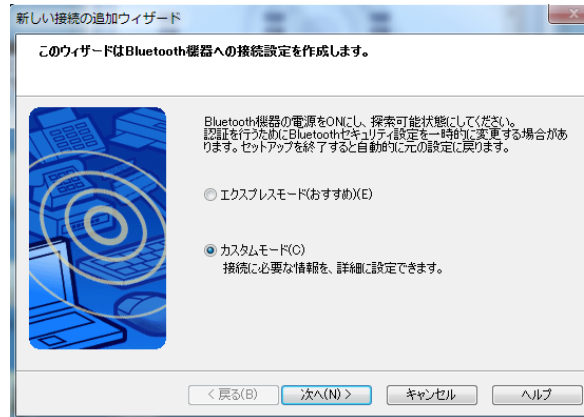 新しい接続の追加ウィザード
このウィザードはBluetooth機器への接続設定を作成します。
Bluetooth機器の電源をONにし、探索可能状態にしてください。
認証を行うためにBluetoothセキュリティ設定を一時的に変更する場合があ
ります。セットアップを終了すると自動的に元の設定に戻ります。
エクスプレスモード(おすすめ)(E)
カスタムモード(C)
接続に必要な情報を、詳細に設定できます。
< 戻る(B) 次へ(N) > キャンセル ヘルプ